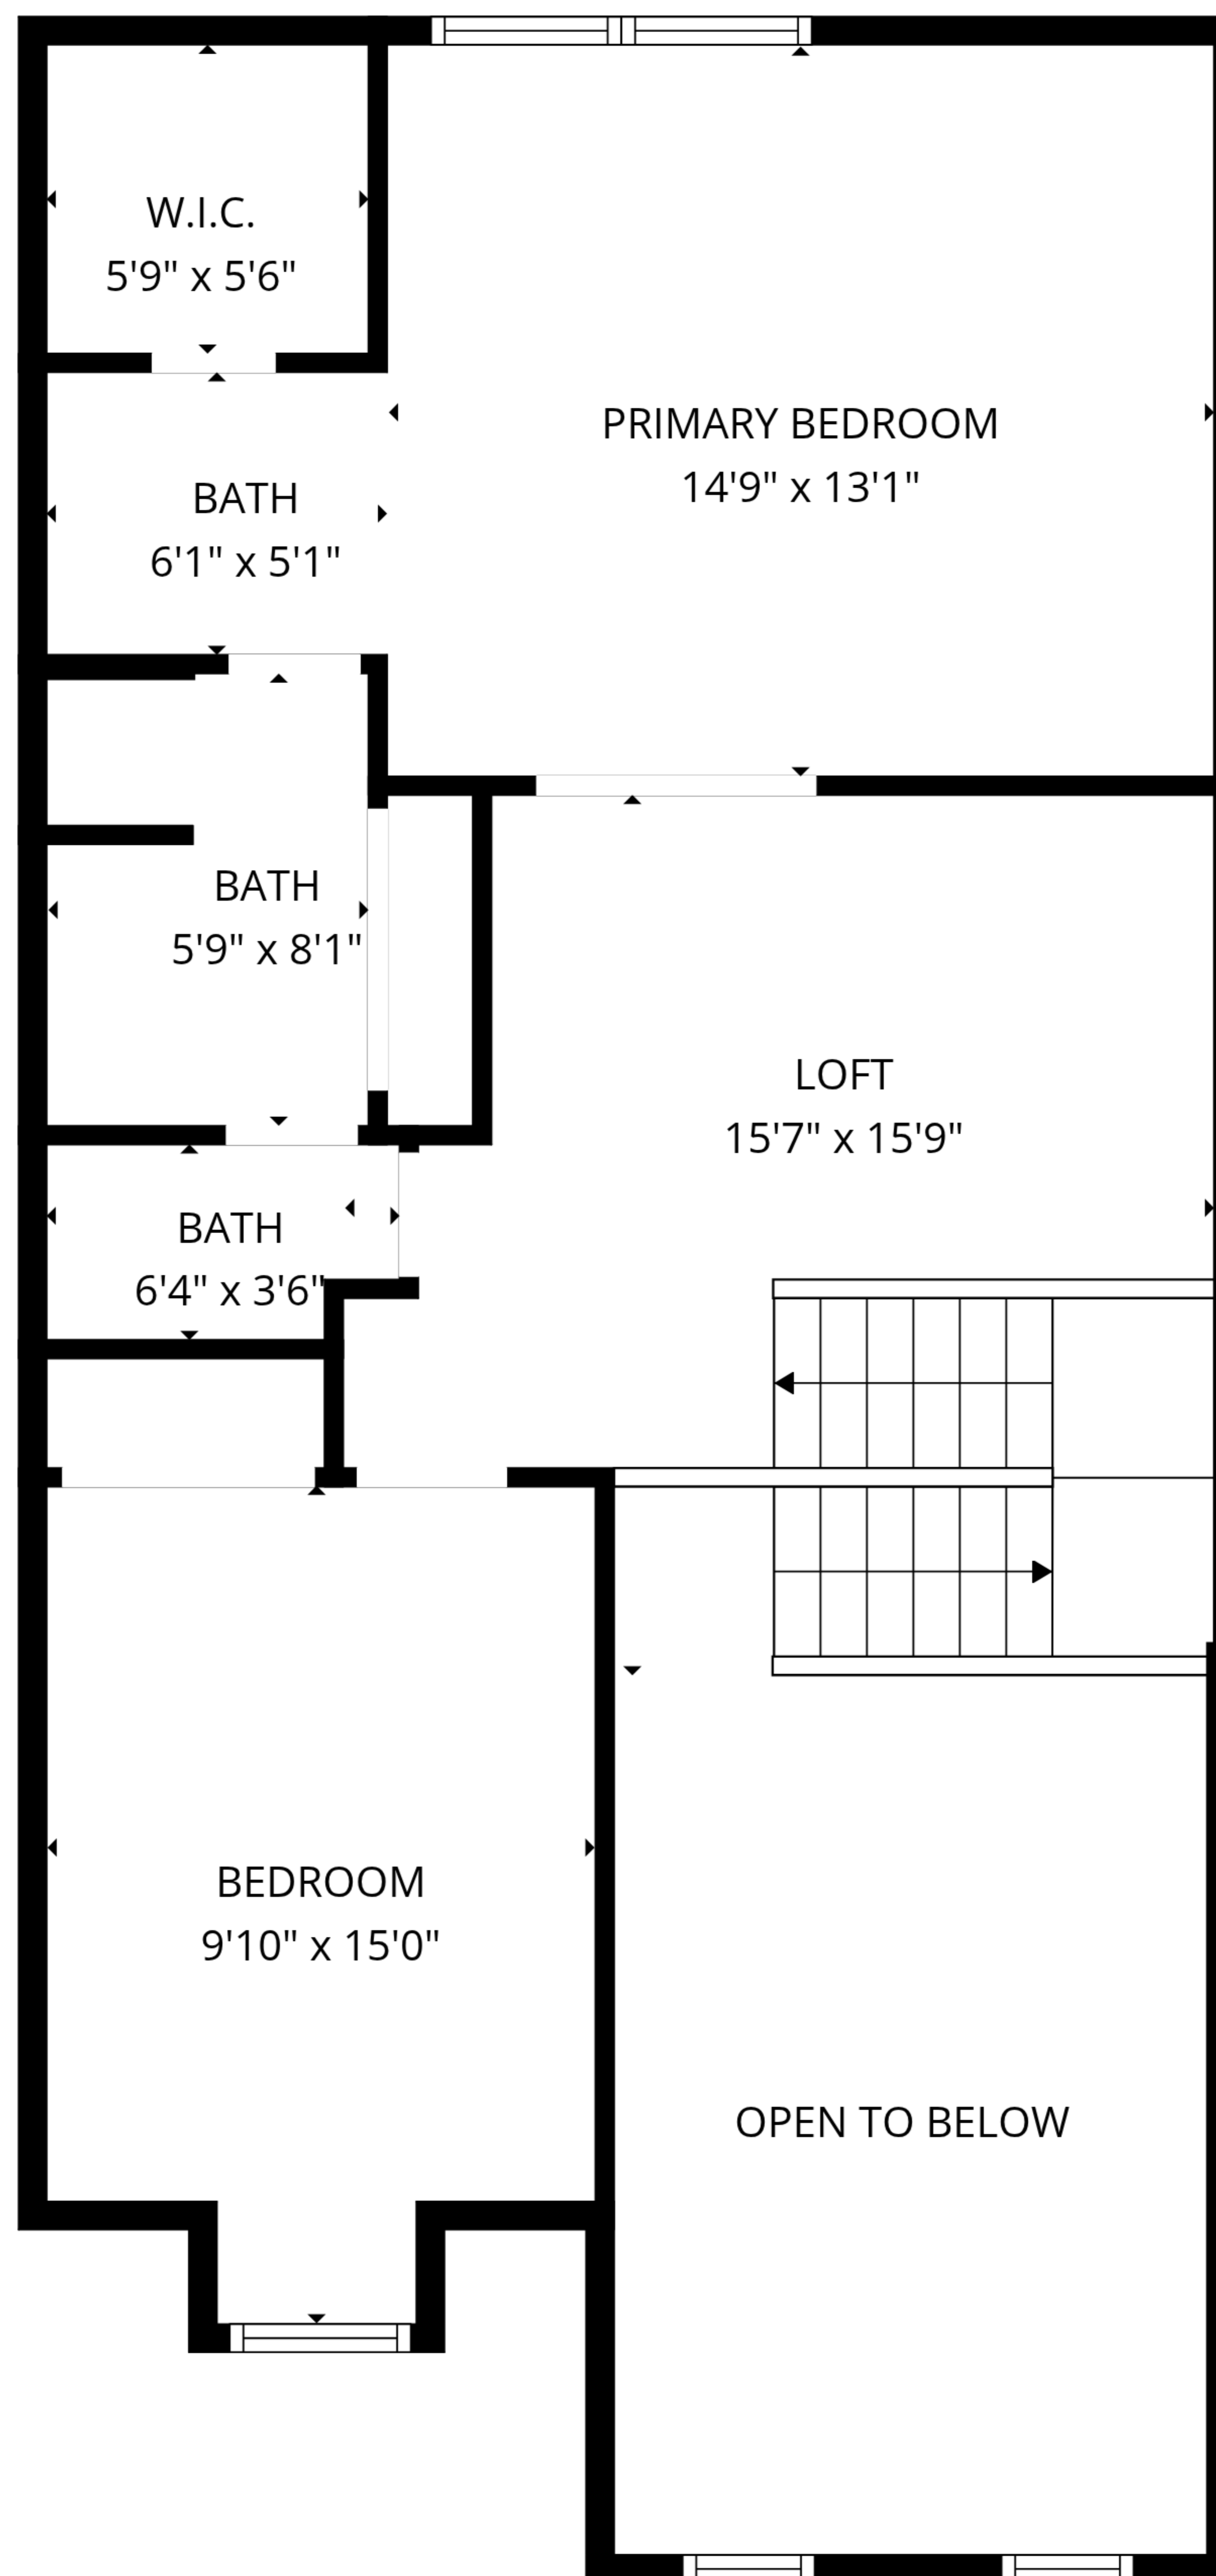 W.I.C.
5'9" x 5'6"
PRIMARY BEDROOM
14'9" x 13'1"
BATH
6'1" x 5'1"
BATH
5'9" x 8'1"
LOFT
15'7" x 15'9"
BATH
6'4" x 3'6"
BEDROOM
9'10" x 15'0"
OPEN TO BELOW